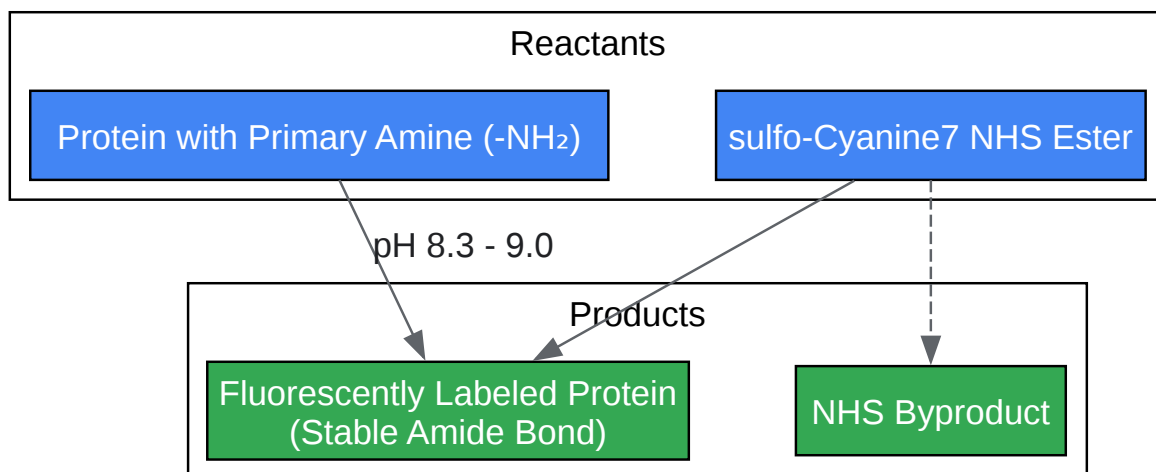 Reactants
Protein with Primary Amine (-NH₂)
sulfo-Cyanine7 NHS Ester
pH 8.3 - 9.0
Products
Fluorescently Labeled Protein
(Stable Amide Bond)
NHS Byproduct